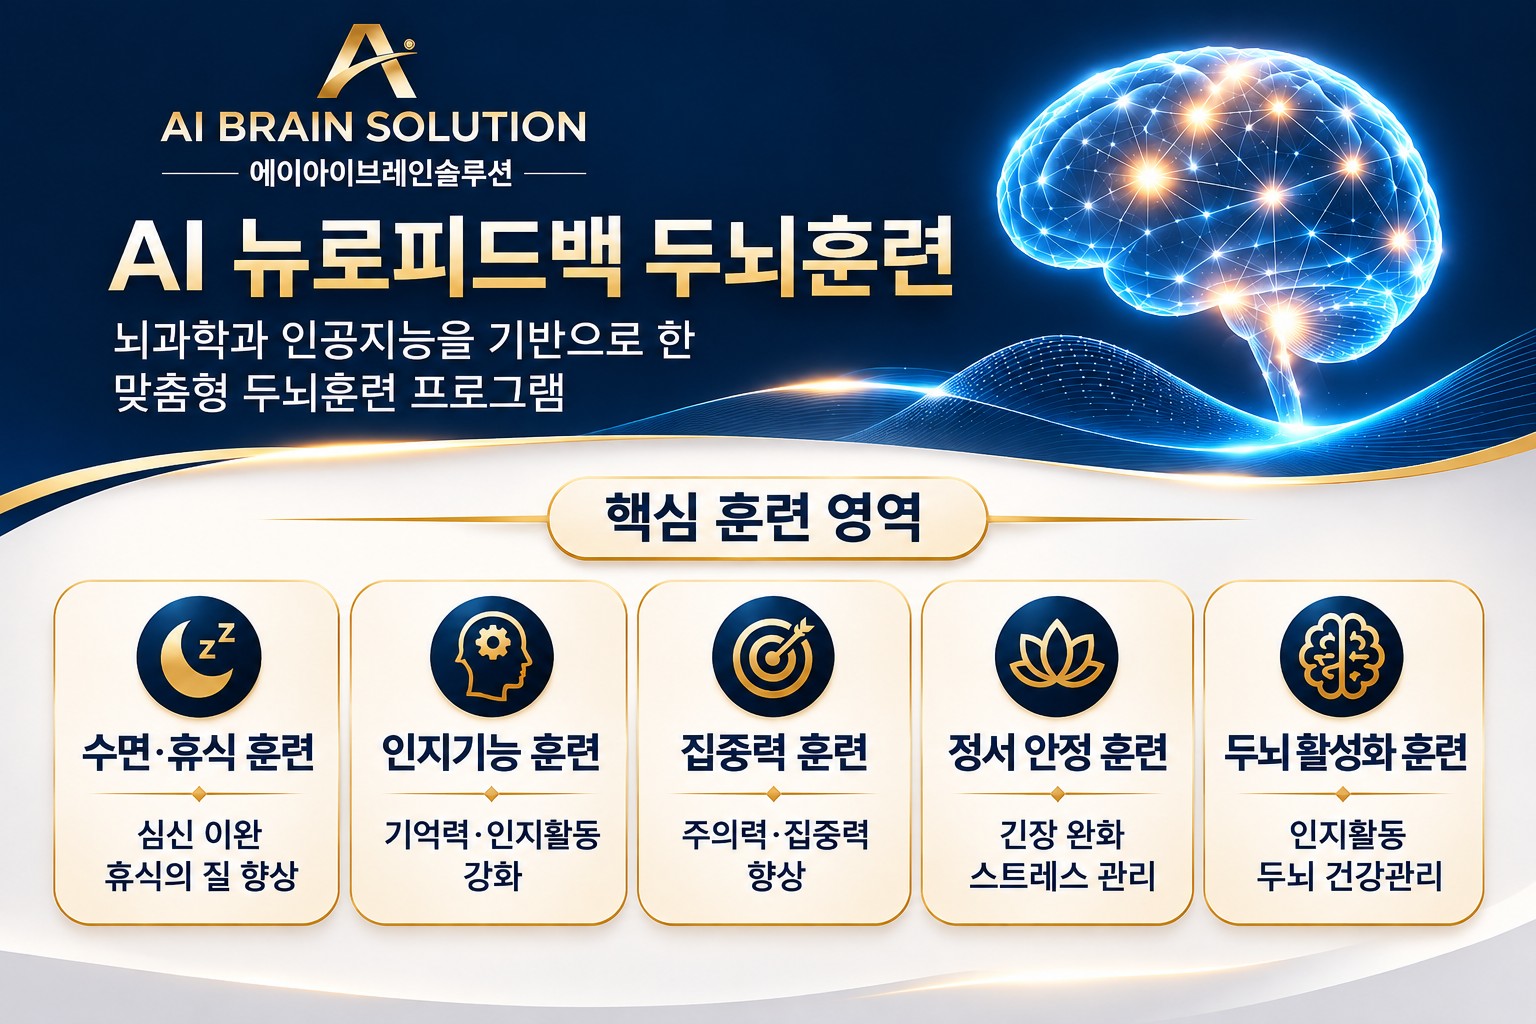 AI BRAIN SOLUTION
에이아이브레인솔루션
AI 뉴로피드백 두뇌훈련
뇌과학과 인공지능을 기반으로 한
맞춤형 두뇌훈련 프로그램
핵심 훈련 영역
z z
수면·휴식 훈련
심신 이완
휴식의 질 향상
인지기능 훈련
기억력·인지활동
강화
집중력 훈련
주의력·집중력
향상
정서 안정 훈련
긴장 완화
스트레스 관리
두뇌 활성화 훈련
인지활동
두뇌 건강관리